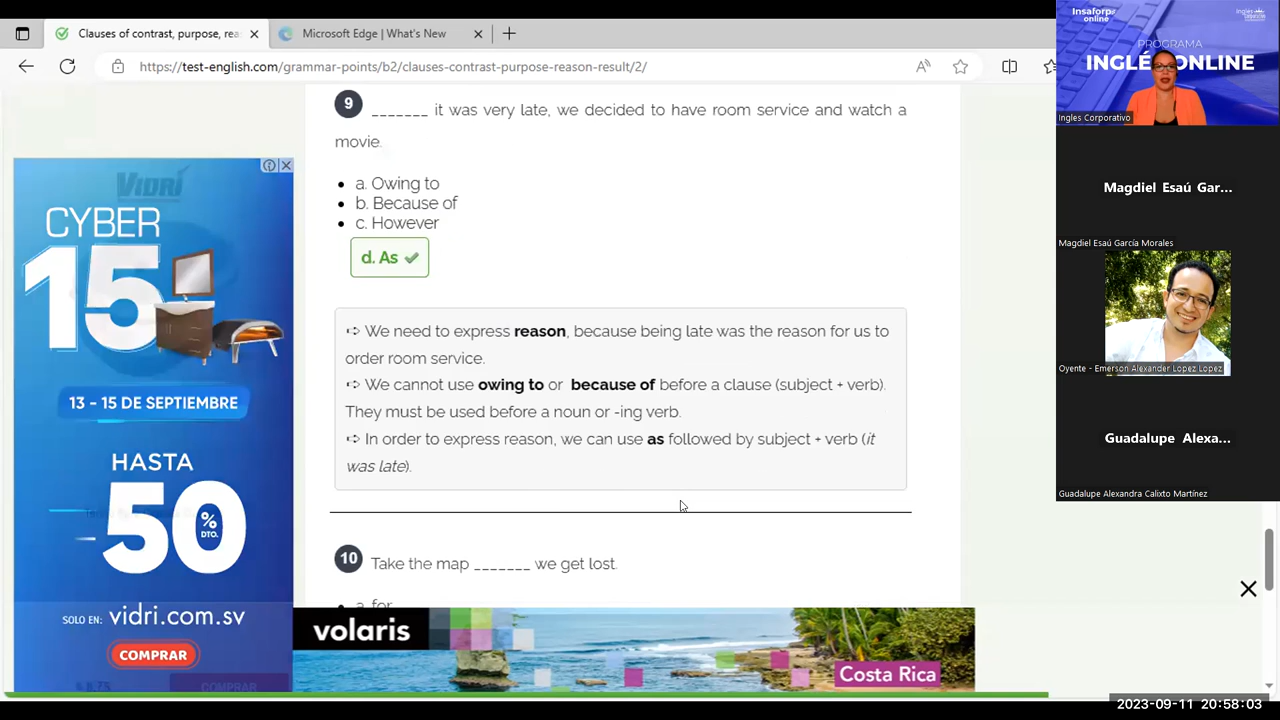 Clauses of contrast, purpose, rea
Microsoft Edge | What's New
https://test-english.com/grammar-points/b2/clauses-contrast-purpose-reason-result/2/
9 _______ it was very late, we decided to have room service and watch a
movie.
a. Owing to
b. Because of
c. However
d. As
⇨ We need to express reason, because being late was the reason for us to
order room service.
⇨ We cannot use owing to or because of before a clause (subject + verb).
They must be used before a noun or -ing verb.
⇨ In order to express reason, we can use as followed by subject + verb (it
was late).
10 Take the map _______ we get lost.
a. for
VIDRÍ
CYBER
15
13 - 15 DE SEPTIEMBRE
HASTA
50
%
DTO.
SOLO EN: vidri.com.sv
COMPRAR
COMPRAR
volaris
Costa Rica
Insaforp
online
PROGRAMA
INGLÉ ONLINE
Ingles Corporativo
Magdiel Esaú Gar...
Magdiel Esaú García Morales
Oyente - Emerson Alexander Lopez Lopez
Guadalupe Alexa...
Guadalupe Alexandra Calixto Martínez
2023-09-11 20:58:03